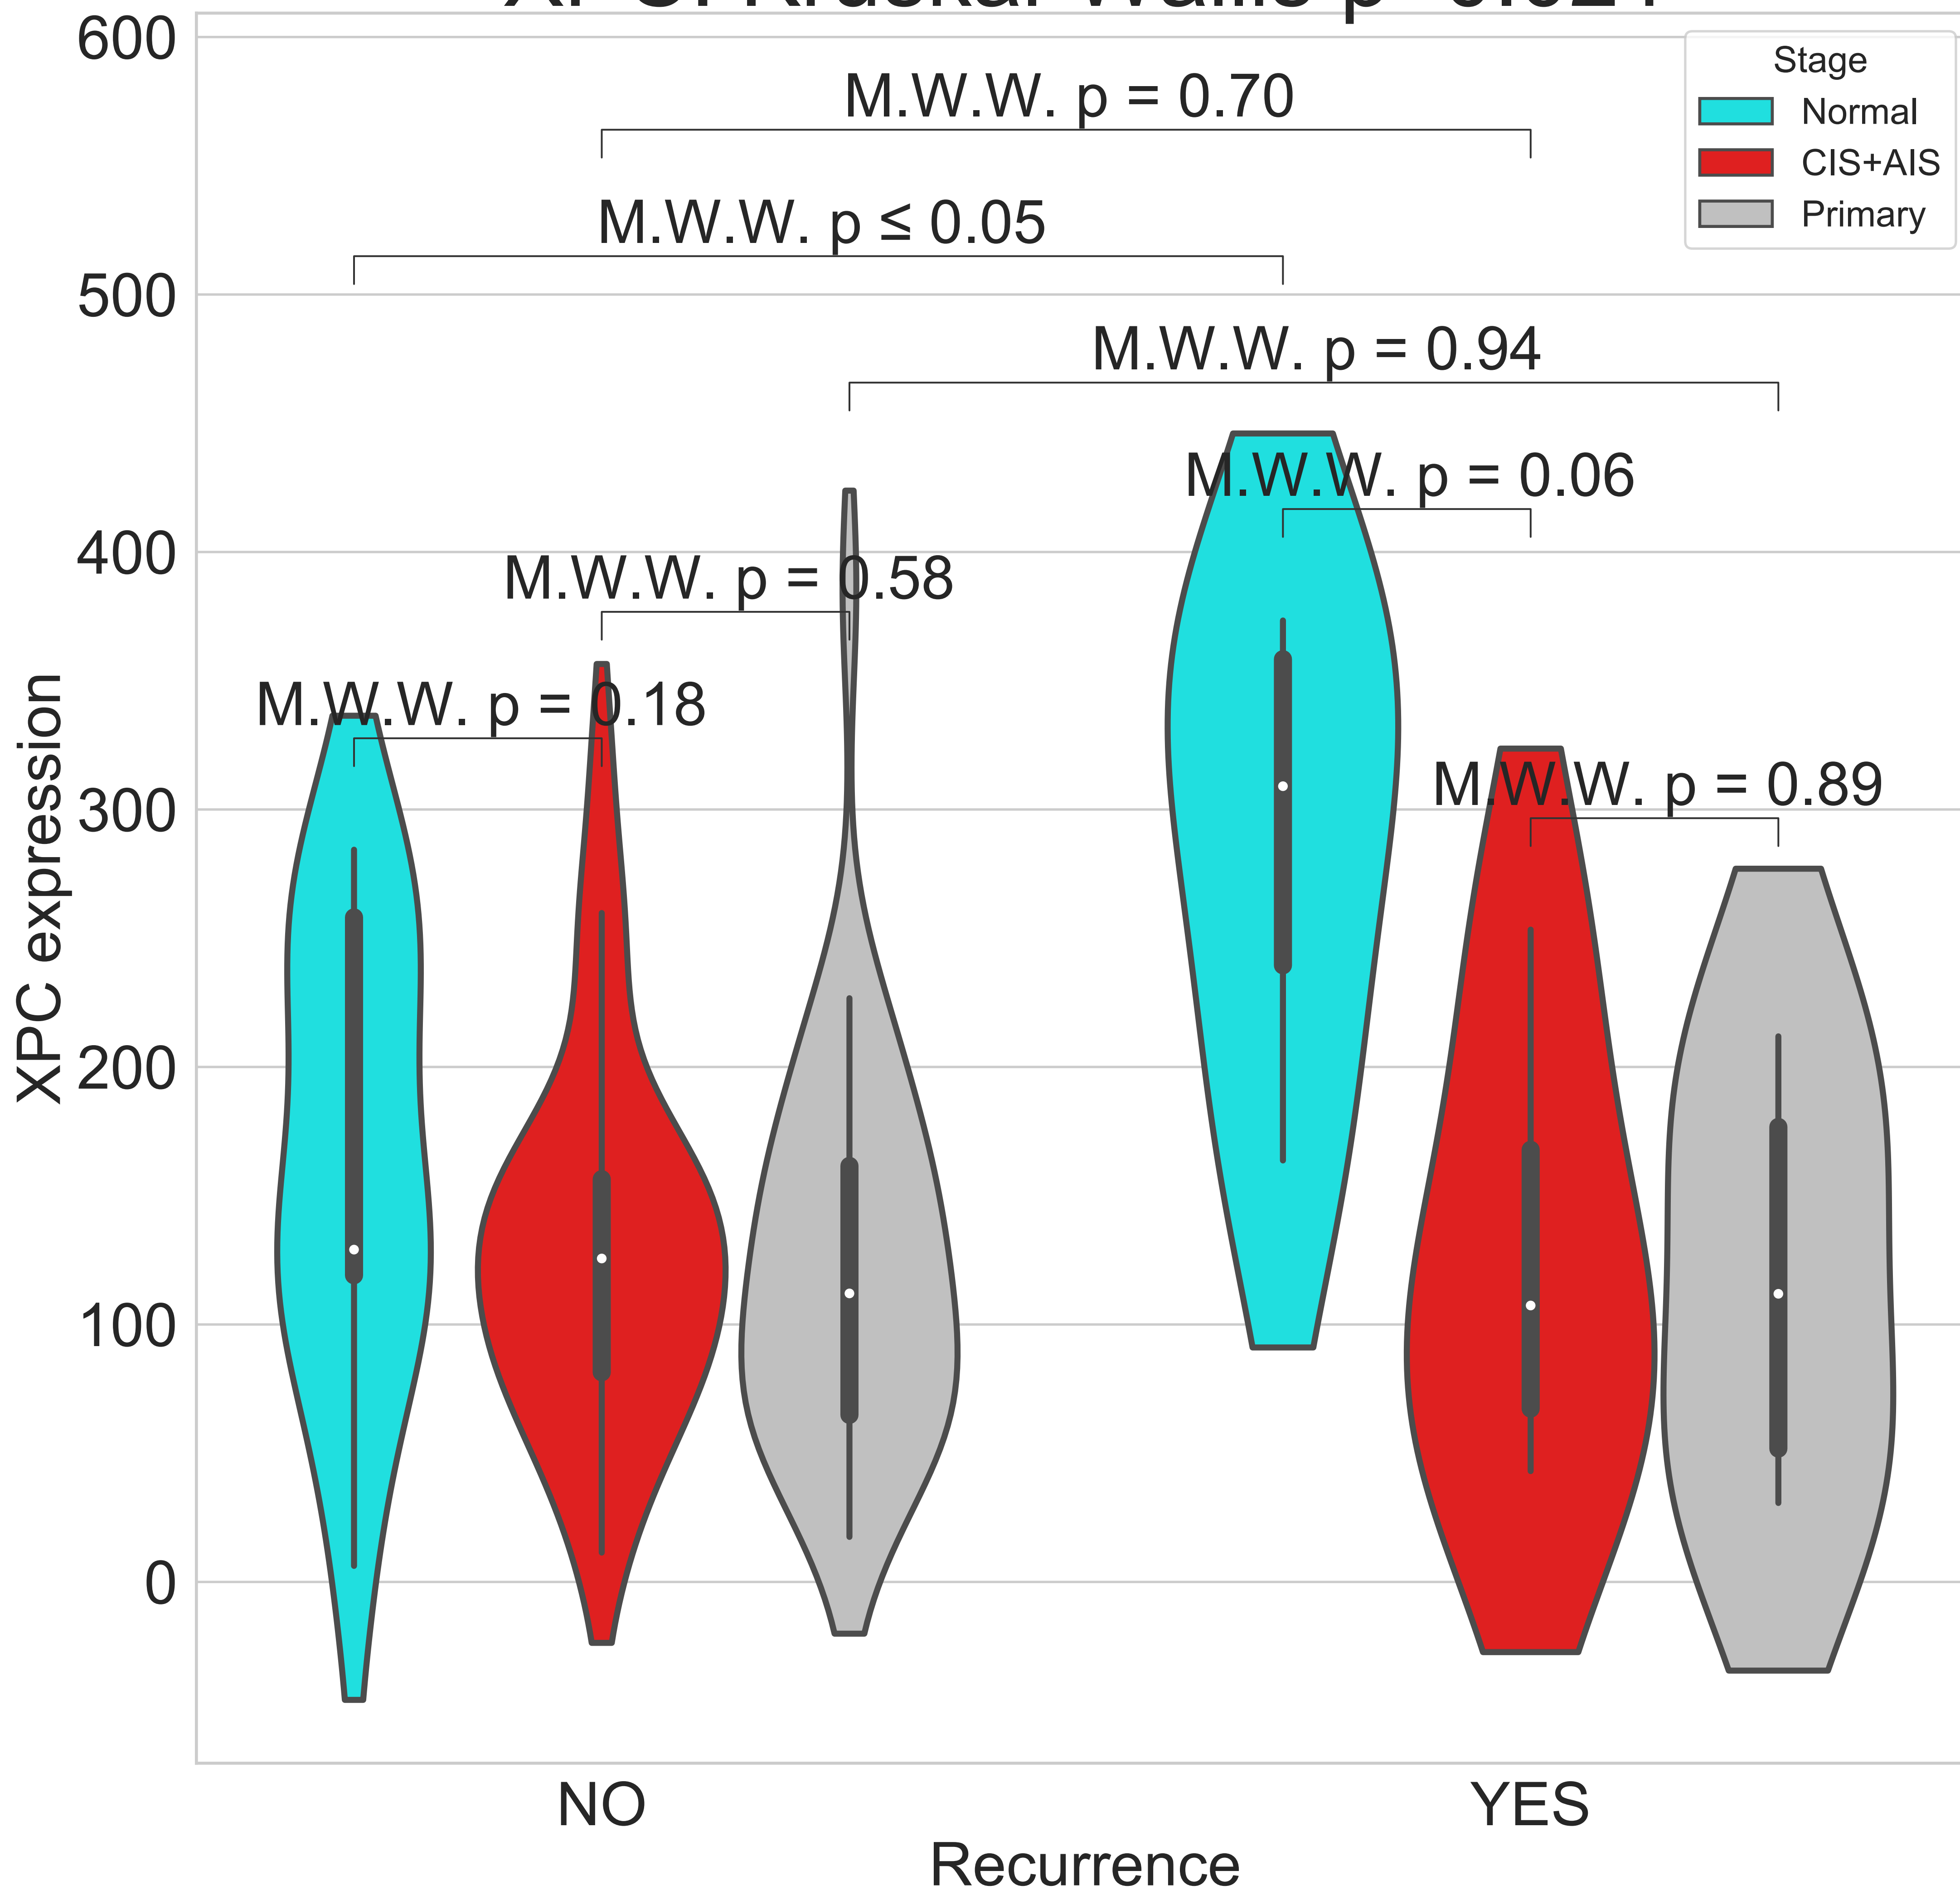 600
Stage
Normal
CIS+AIS
Primary
M.W.W. p = 0.70
M.W.W. p ≤ 0.05
500
M.W.W. p = 0.94
M.W.W. p = 0.06
400
M.W.W. p = 0.58
M.W.W. p = 0.18
M.W.W. p = 0.89
300
XPC expression
200
100
0
NO
YES
Recurrence